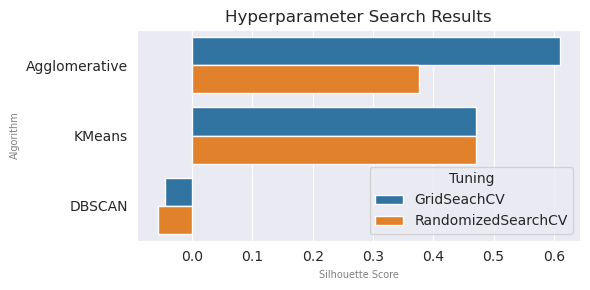 Hyperparameter Search Results
Algorithm
Agglomerative
KMeans
DBSCAN
Tuning
GridSeachCV
RandomizedSearchCV
0.0 0.1 0.2 0.3 0.4 0.5 0.6
Silhouette Score